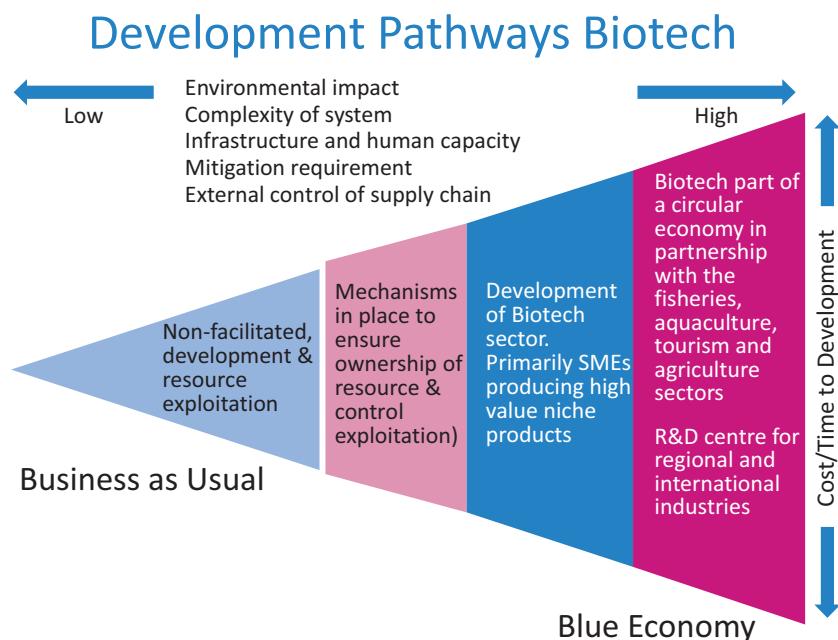 Development Pathways Biotech
Environmental impact
Complexity of system
Infrastructure and human capacity
Mitigation requirement
External control of supply chain
Low
High
Non-facilitated,
development &
resource
exploitation
Mechanisms
in place to
ensure
ownership of
resource &
control
exploitation)
Development
of Biotech
sector.
Primarily SMEs
producing high
value niche
products
Biotech part of
a circular
economy in
partnership
with the
fisheries,
aquaculture,
tourism and
agriculture
sectors
R&D centre for
regional and
international
industries
Cost/Time to Development
Business as Usual
Blue Economy